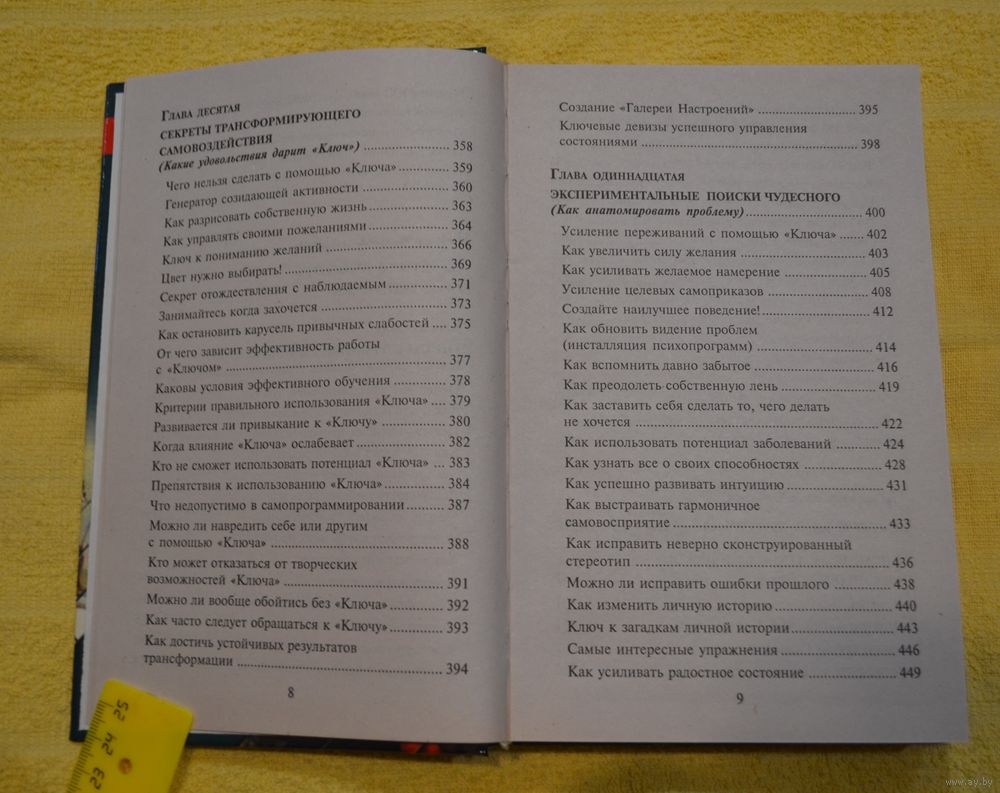 ГЛАВА ДЕСЯТАЯ
СЕКРЕТЫ ТРАНСФОРМИРУЮЩЕГО
САМОВОЗДЕЙСТВИЯ
(Какие удовольствия дарит «Ключ») .................... 358
Чего нельзя сделать с помощью «Ключа» ............ 359
Генератор созидающей активности .................... 360
Как разрисовать собственную жизнь .................... 363
Как управлять своими пожеланиями .................... 364
Ключ к пониманию желаний .................... 366
Цвет нужно выбирать! .................... 369
Секрет отождествления с наблюдаемым ............ 371
Занимайтесь когда захочется .................... 373
Как остановить карусель привычных слабостей .... 375
От чего зависит эффективность работы
с «Ключом» .................... 377
Каковы условия эффективного обучения ............ 378
Критерии правильного использования «Ключа» .... 379
Развивается ли привыкание к «Ключу» ............ 380
Когда влияние «Ключа» ослабевает .................... 382
Кто не сможет использовать потенциал «Ключа» ... 383
Препятствия к использованию «Ключа» ............ 384
Что недопустимо в самопрограммировании ........ 387
Можно ли навредить себе или другим
с помощью «Ключа» .................... 388
Кто может отказаться от творческих
возможностей «Ключа» .................... 391
Можно ли вообще обойтись без «Ключа» ............ 392
Как часто следует обращаться к «Ключу» ............ 393
Как достичь устойчивых результатов
трансформации .................... 394
8
Создание «Галереи Настроений» .................... 395
Ключевые девизы успешного управления
состояниями .................... 398
ГЛАВА ОДИННАДЦАТАЯ
ЭКСПЕРИМЕНТАЛЬНЫЕ ПОИСКИ ЧУДЕСНОГО
(Как анатомировать проблему) .................... 400
Усиление переживаний с помощью «Ключа» ...... 402
Как увеличить силу желания .................... 403
Как усиливать желаемое намерение .................... 405
Усиление целевых самоприказов .................... 408
Создайте наилучшее поведение! .................... 412
Как обновить видение проблем
(инсталляция психопрограмм) .................... 414
Как вспомнить давно забытое .................... 416
Как преодолеть собственную лень .................... 419
Как заставить себя сделать то, чего делать
не хочется .................... 422
Как использовать потенциал заболеваний ............ 424
Как узнать все о своих способностях .................... 428
Как успешно развивать интуицию .................... 431
Как выстраивать гармоничное
самовосприятие .................... 433
Как исправить неверно сконструированный
стереотип .................... 436
Можно ли исправить ошибки прошлого ............ 438
Как изменить личную историю .................... 440
Ключ к загадкам личной истории .................... 443
Самые интересные упражнения .................... 446
Как усиливать радостное состояние .................... 449
9
23 24 25
www.ay.by